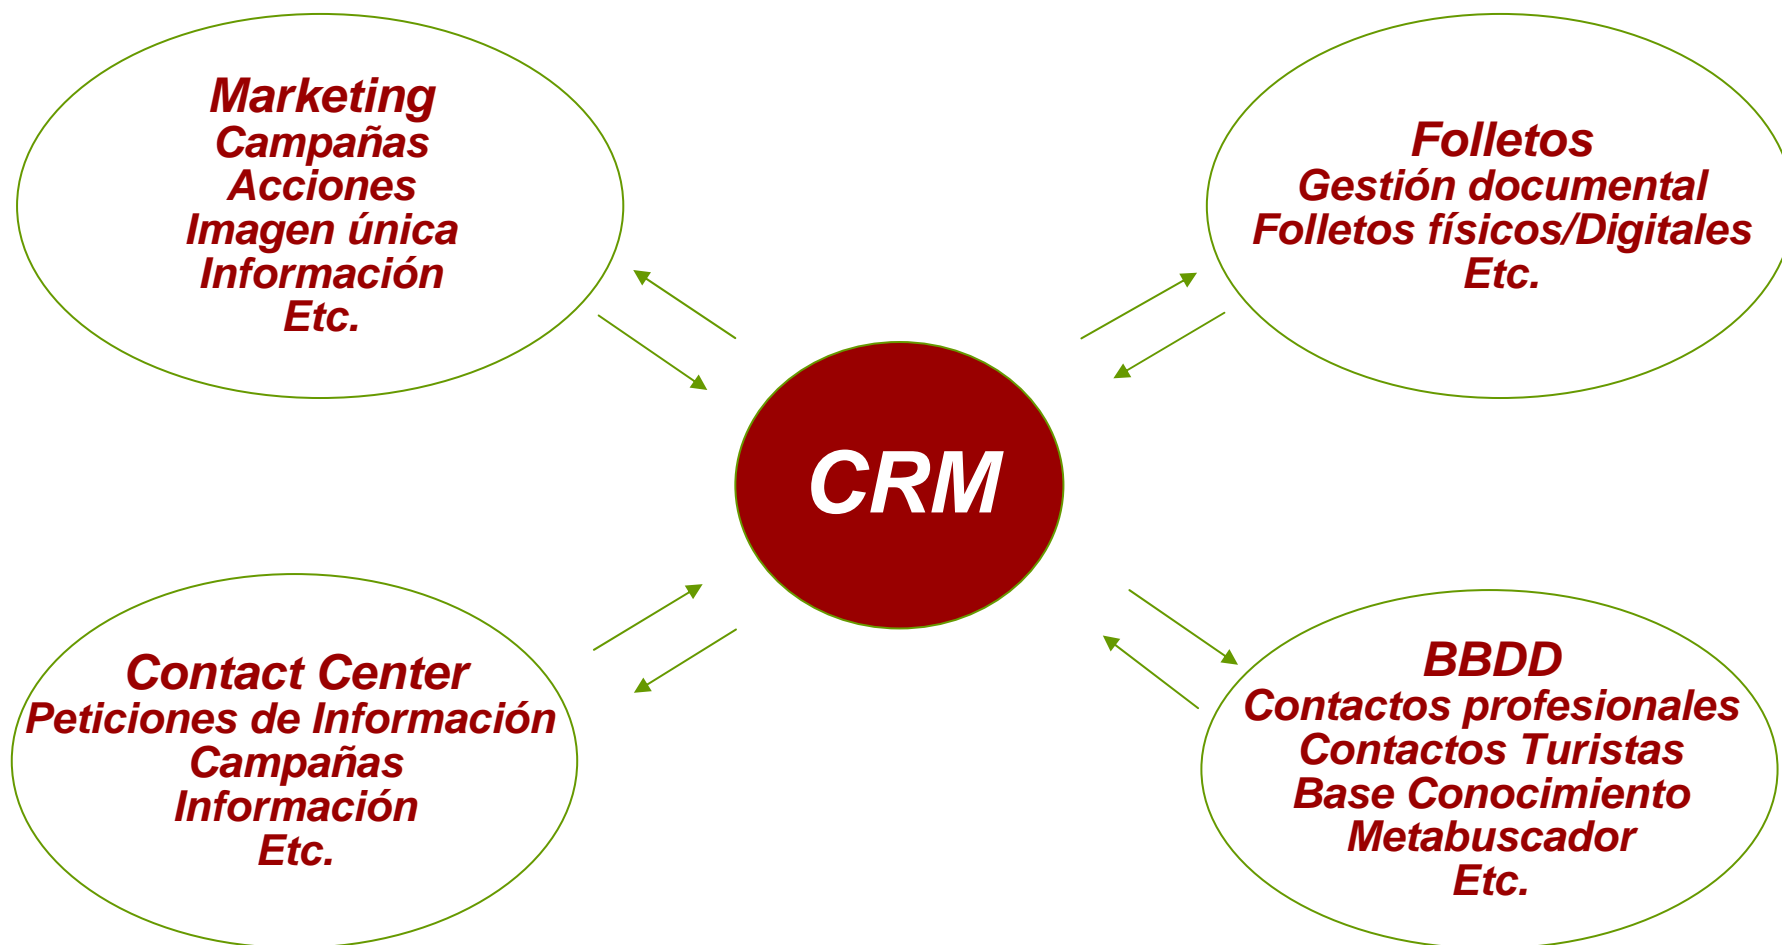 Marketing
Campañas
Acciones
Imagen única
Información
Etc.
Folletos
Gestión documental
Folletos físicos/Digitales
Etc.
CRM
Contact Center
Peticiones de Información
Campañas
Información
Etc.
BBDD
Contactos profesionales
Contactos Turistas
Base Conocimiento
Metabuscador
Etc.